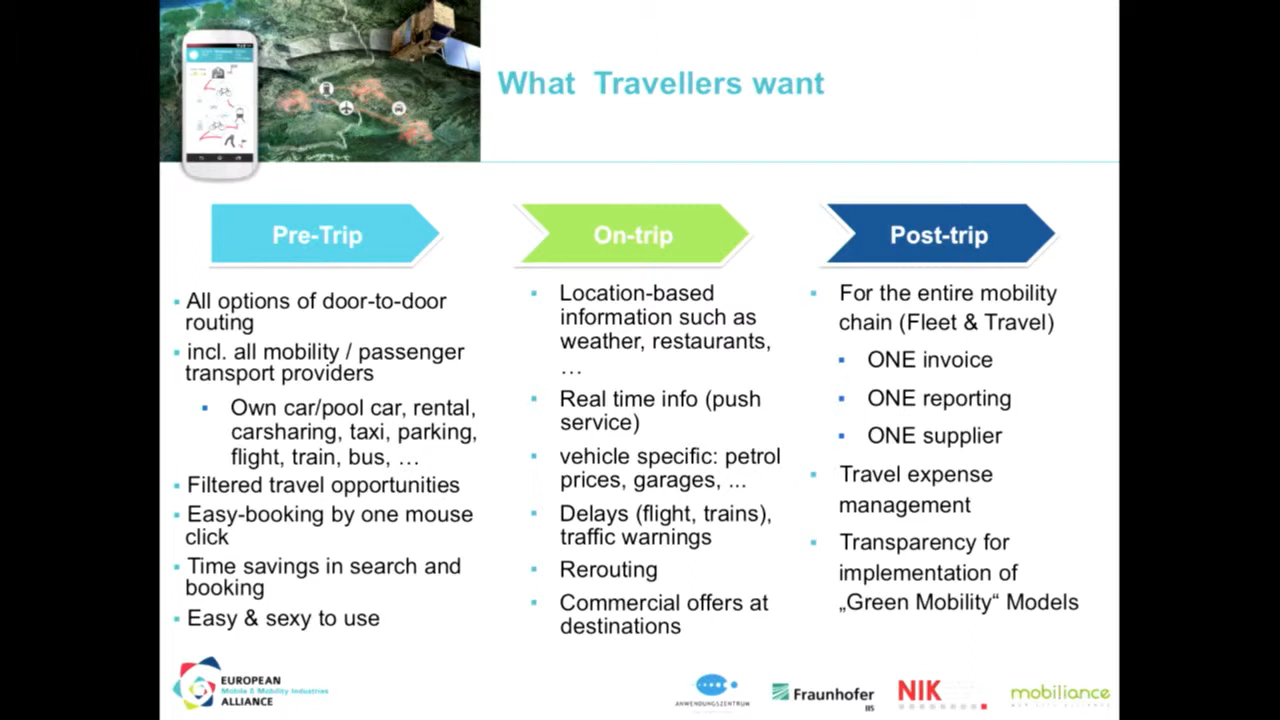 What Travellers want
Pre-Trip
▪ All options of door-to-door
routing
▪ incl. all mobility / passenger
transport providers
▪ Own car/pool car, rental,
carsharing, taxi, parking,
flight, train, bus, …
▪ Filtered travel opportunities
▪ Easy-booking by one mouse
click
▪ Time savings in search and
booking
▪ Easy & sexy to use
On-trip
▪ Location-based
information such as
weather, restaurants,
…
▪ Real time info (push
service)
▪ vehicle specific: petrol
prices, garages, ...
▪ Delays (flight, trains),
traffic warnings
▪ Rerouting
▪ Commercial offers at
destinations
Post-trip
▪ For the entire mobility
chain (Fleet & Travel)
▪ ONE invoice
▪ ONE reporting
▪ ONE supplier
▪ Travel expense
management
▪ Transparency for
implementation of
„Green Mobility“ Models
EUROPEAN
Mobile & Mobility Industries
ALLIANCE
ANWENDUNGSZENTRUM
Fraunhofer
IIS
NIK
mobiliance